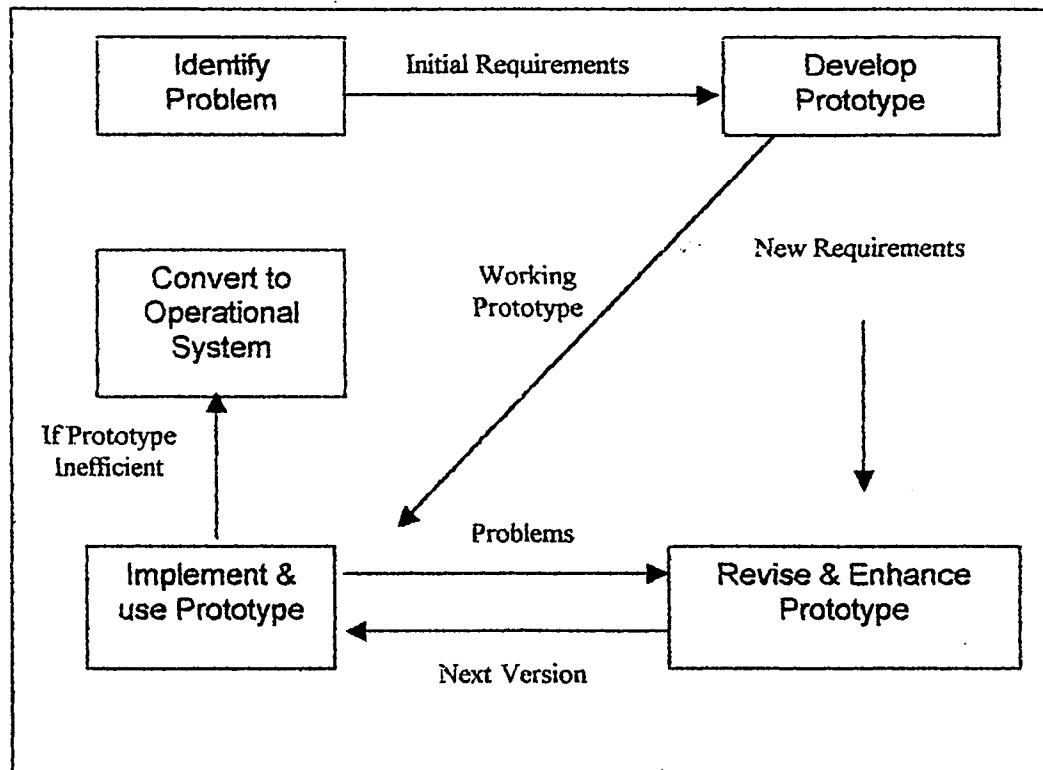 Identify
Problem
Initial Requirements
Develop
Prototype
Convert to
Operational
System
Working
Prototype
New Requirements
If Prototype
Inefficient
Problems
Implement &
use Prototype
Revise & Enhance
Prototype
Next Version